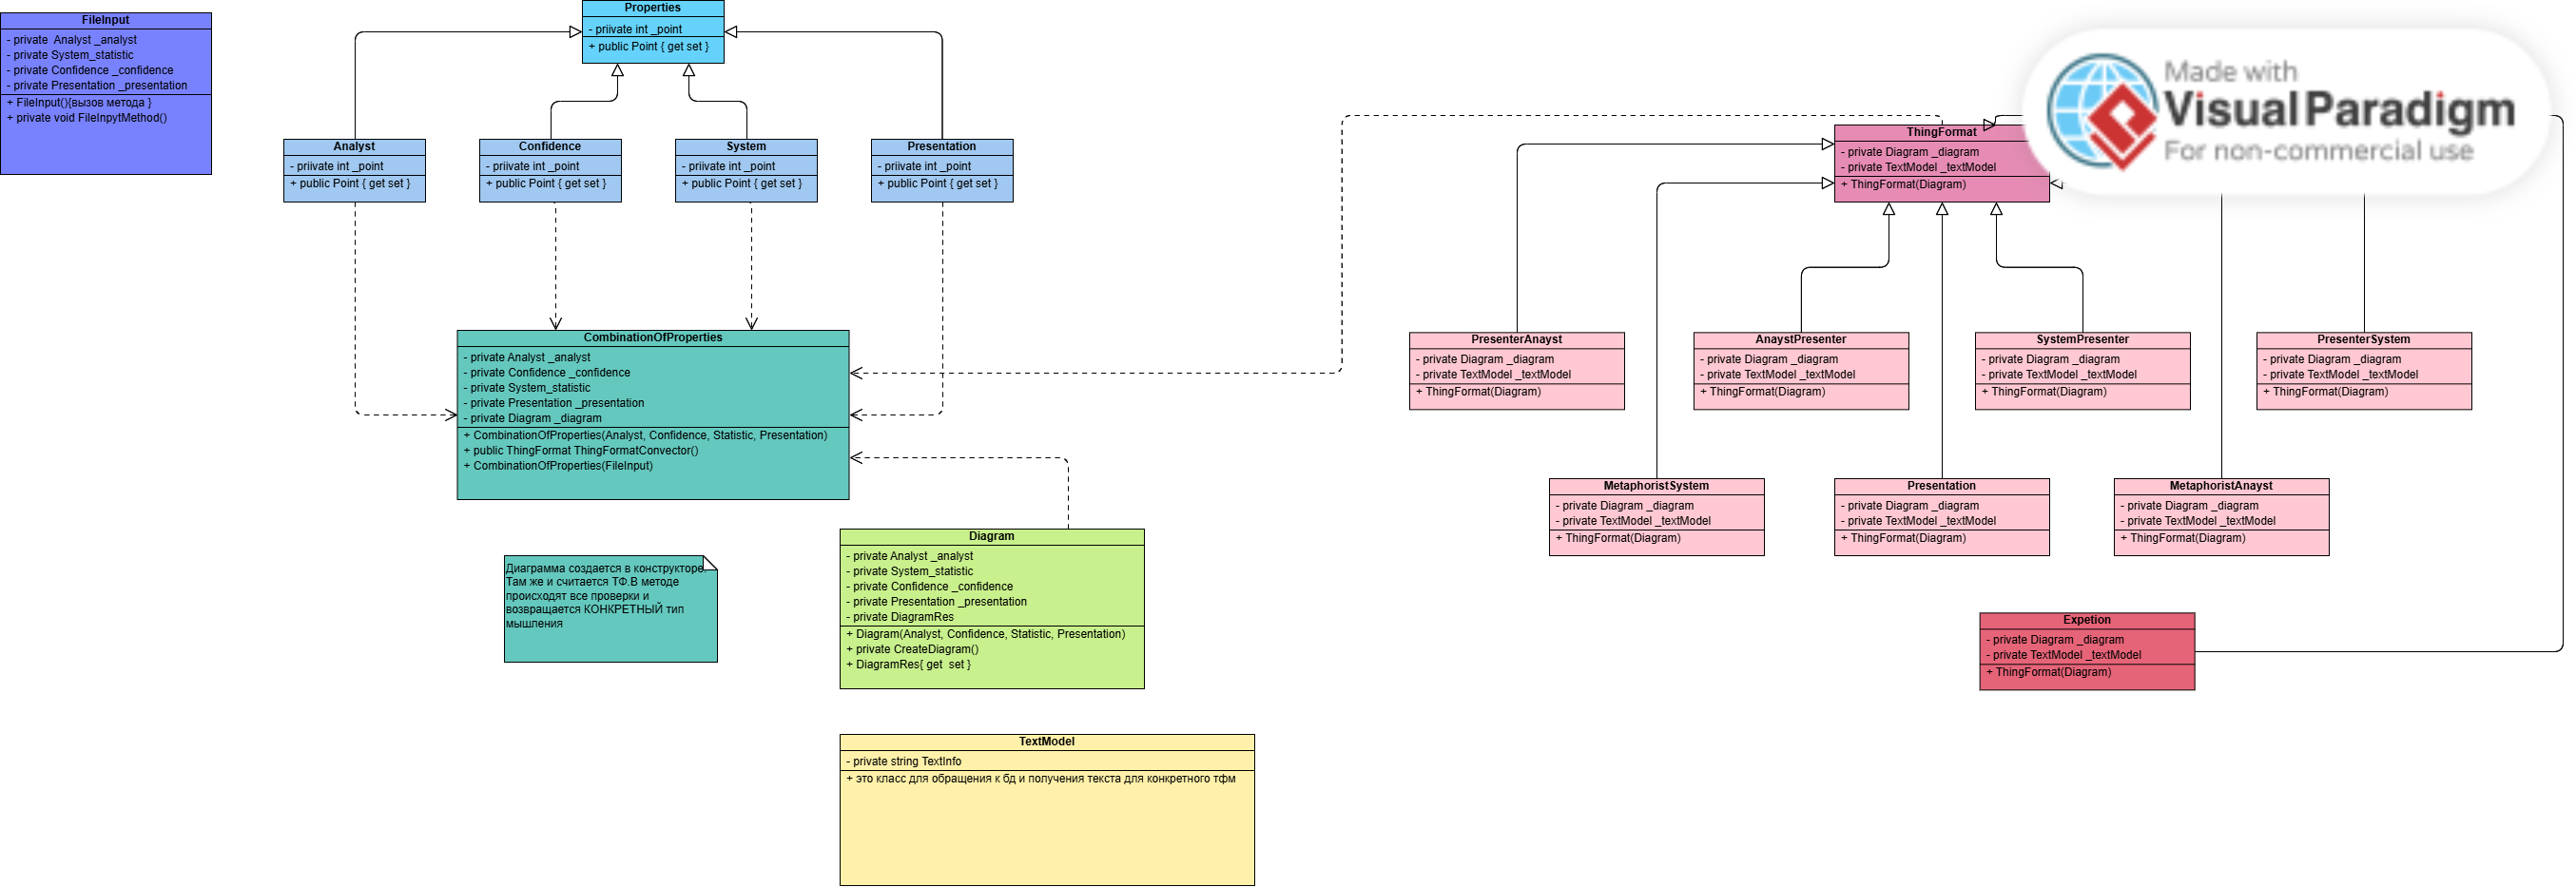 FileInput
- private  Analyst _analyst
- private System_statistic
- private Confidence _confidence
- private Presentation _presentation
+ FileInput(){вызов метода }
+ private void FileInpytMethod()
Properties
- priivate int _point
+ public Point { get set }
Analyst
- priivate int _point
+ public Point { get set }
Confidence
- priivate int _point
+ public Point { get set }
System
- priivate int _point
+ public Point { get set }
Presentation
- priivate int _point
+ public Point { get set }
CombinationOfProperties
- private Analyst _analyst
- private Confidence _confidence
- private System_statistic
- private Presentation _presentation
- private Diagram _diagram
+ CombinationOfProperties(Analyst, Confidence, Statistic, Presentation)
+ public ThingFormat ThingFormatConvector()
+ CombinationOfProperties(FileInput)
Диаграмма создается в конструкторе.
Там же и считается ТФ.В методе
происходят все проверки и
возвращается КОНКРЕТНЫЙ тип
мышления
Diagram
- private Analyst _analyst
- private System_statistic
- private Confidence _confidence
- private Presentation _presentation
- private DiagramRes
+ Diagram(Analyst, Confidence, Statistic, Presentation)
+ private CreateDiagram()
+ DiagramRes{ get  set }
TextModel
- private string TextInfo
+ это класс для обращения к бд и получения текста для конкретного тфм
ThingFormat
- private Diagram _diagram
- private TextModel _textModel
+ ThingFormat(Diagram)
Made with
Visual Paradigm
For non-commercial use
PresenterAnayst
- private Diagram _diagram
- private TextModel _textModel
+ ThingFormat(Diagram)
AnaystPresenter
- private Diagram _diagram
- private TextModel _textModel
+ ThingFormat(Diagram)
SystemPresenter
- private Diagram _diagram
- private TextModel _textModel
+ ThingFormat(Diagram)
PresenterSystem
- private Diagram _diagram
- private TextModel _textModel
+ ThingFormat(Diagram)
MetaphoristSystem
- private Diagram _diagram
- private TextModel _textModel
+ ThingFormat(Diagram)
Presentation
- private Diagram _diagram
- private TextModel _textModel
+ ThingFormat(Diagram)
MetaphoristAnayst
- private Diagram _diagram
- private TextModel _textModel
+ ThingFormat(Diagram)
Expetion
- private Diagram _diagram
- private TextModel _textModel
+ ThingFormat(Diagram)